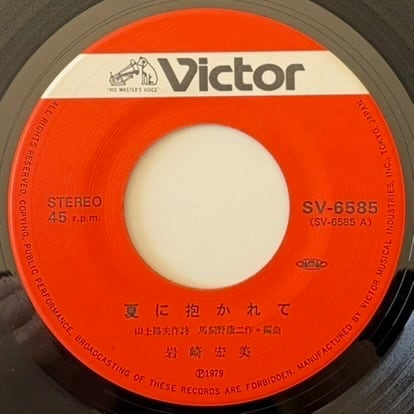 "HIS MASTER'S VOICE"
Victor
STEREO
45 r.p.m.
SV-6585
(SV-6585 A)
夏に抱かれて
山上路夫作詩 馬飼野康二作・編曲
岩崎宏美
Ⓟ1979
ALL RIGHTS RESERVED. COPYING, PUBLIC PERFORMANCE, BROADCASTING OF THESE RECORDS ARE FORBIDDEN. MANUFACTURED BY VICTOR MUSICAL INDUSTRIES, INC., TOKYO, JAPAN